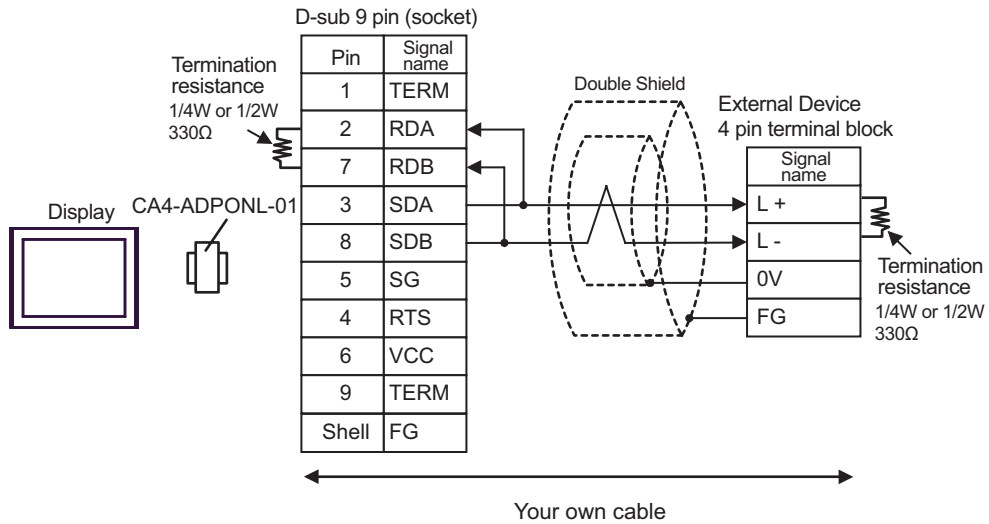 D-sub 9 pin (socket)
Pin Signal name
1 TERM
2 RDA
7 RDB
3 SDA
8 SDB
5 SG
4 RTS
6 VCC
9 TERM
Shell FG
Termination
resistance
1/4W or 1/2W
330Ω
Display
CA4-ADPONL-01
Double Shield
External Device
4 pin terminal block
Signal
name
L +
L -
0V
FG
Termination
resistance
1/4W or 1/2W
330Ω
Your own cable